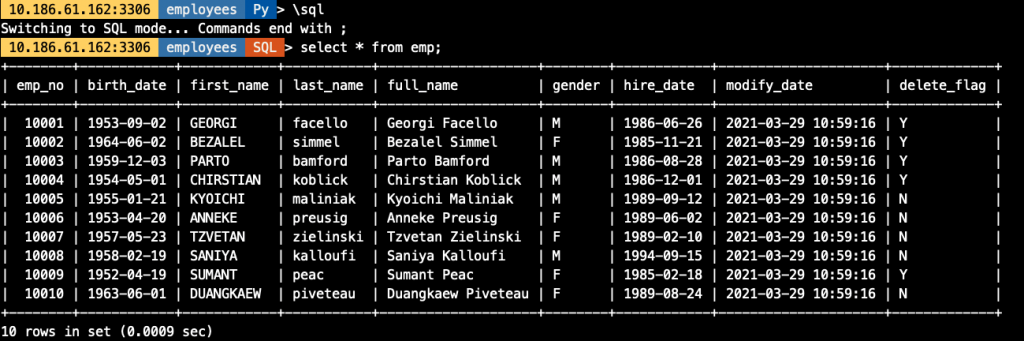 10.186.61.162:3306 employees Py > \sql
Switching to SQL mode... Commands end with ;
10.186.61.162:3306 employees SQL > select * from emp;
+--------+------------+------------+-----------+--------------------+--------+------------+---------------------+-------------+
| emp_no | birth_date | first_name | last_name | full_name          | gender | hire_date  | modify_date         | delete_flag |
+--------+------------+------------+-----------+--------------------+--------+------------+---------------------+-------------+
|  10001 | 1953-09-02 | GEORGI     | facello   | Georgi Facello     | M      | 1986-06-26 | 2021-03-29 10:59:16 | Y           |
|  10002 | 1964-06-02 | BEZALEL    | simmel    | Bezalel Simmel     | F      | 1985-11-21 | 2021-03-29 10:59:16 | Y           |
|  10003 | 1959-12-03 | PARTO      | bamford   | Parto Bamford      | M      | 1986-08-28 | 2021-03-29 10:59:16 | Y           |
|  10004 | 1954-05-01 | CHIRSTIAN  | koblick   | Chirstian Koblick  | M      | 1986-12-01 | 2021-03-29 10:59:16 | Y           |
|  10005 | 1955-01-21 | KYOICHI    | maliniak  | Kyoichi Maliniak   | M      | 1989-09-12 | 2021-03-29 10:59:16 | N           |
|  10006 | 1953-04-20 | ANNEKE     | preusig   | Anneke Preusig     | F      | 1989-06-02 | 2021-03-29 10:59:16 | N           |
|  10007 | 1957-05-23 | TZVETAN    | zielinski | Tzvetan Zielinski  | F      | 1989-02-10 | 2021-03-29 10:59:16 | N           |
|  10008 | 1958-02-19 | SANIYA     | kalloufi  | Saniya Kalloufi    | M      | 1994-09-15 | 2021-03-29 10:59:16 | N           |
|  10009 | 1952-04-19 | SUMANT     | peac      | Sumant Peac        | F      | 1985-02-18 | 2021-03-29 10:59:16 | Y           |
|  10010 | 1963-06-01 | DUANGKAEW  | piveteau  | Duangkaew Piveteau | F      | 1989-08-24 | 2021-03-29 10:59:16 | N           |
+--------+------------+------------+-----------+--------------------+--------+------------+---------------------+-------------+
10 rows in set (0.0009 sec)